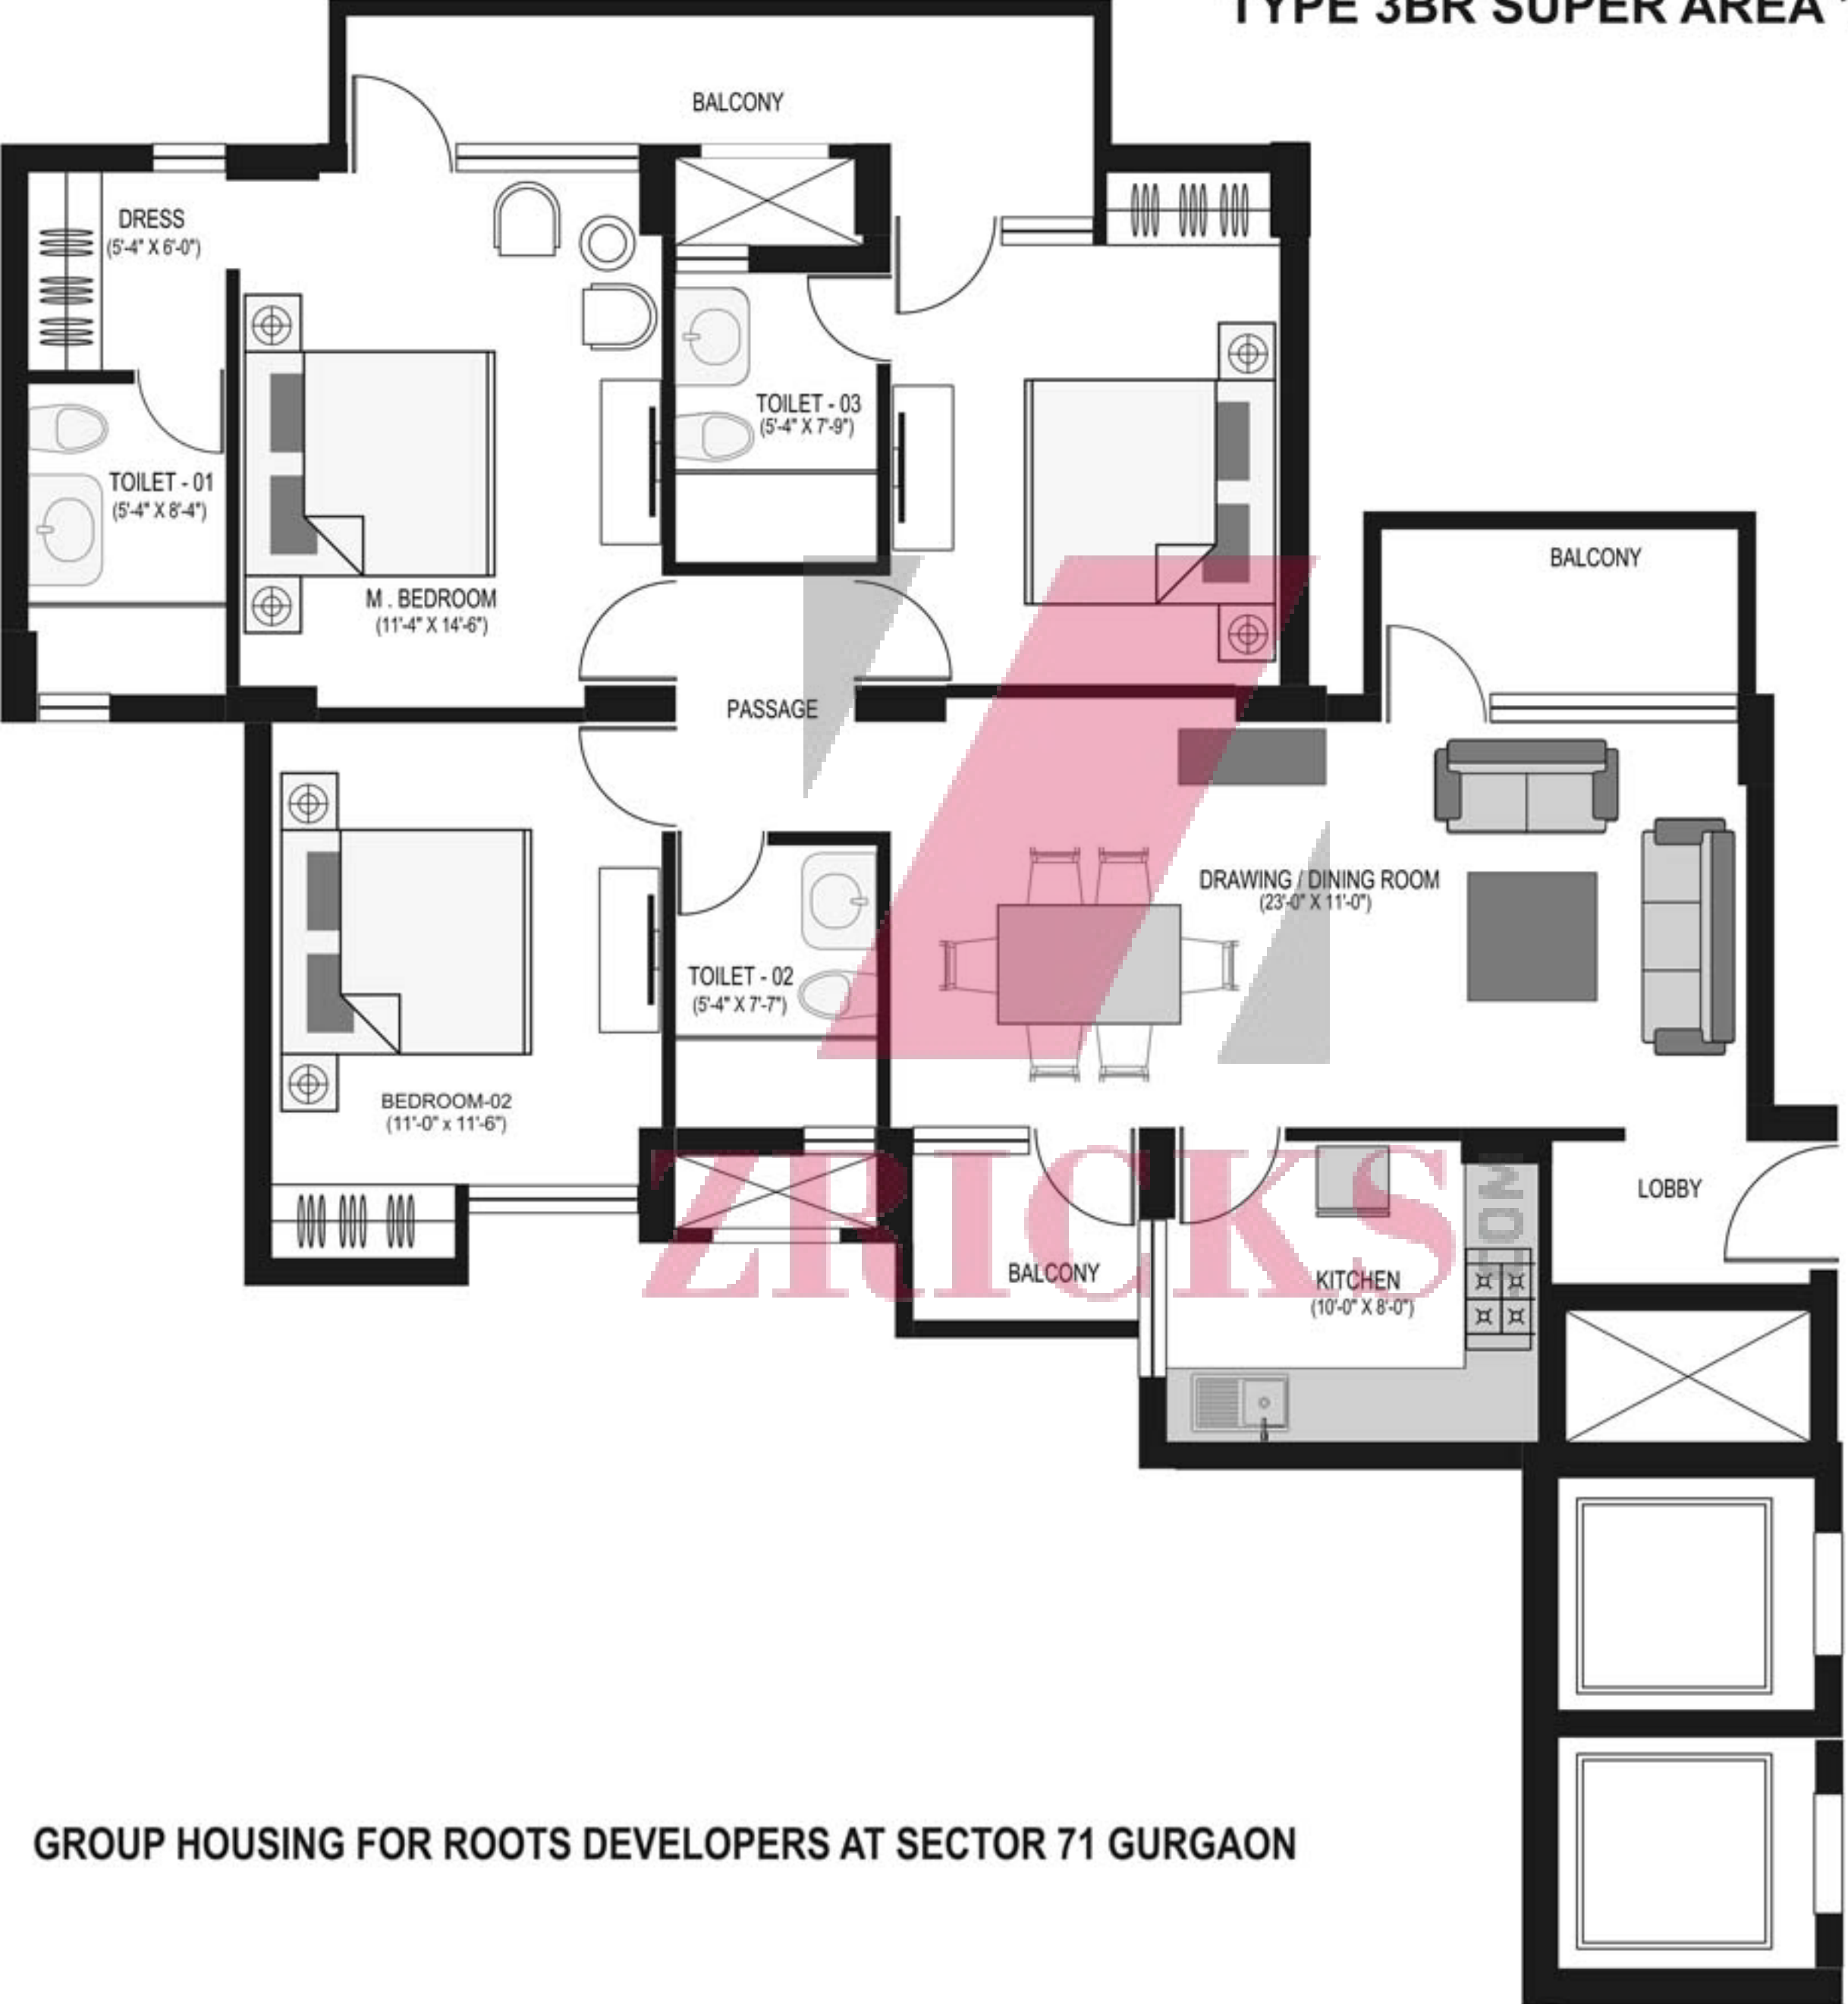 TYPE 3BR SUPER AREA
BALCONY
DRESS
(5'-4" X 6'-0")
TOILET - 03
(5'-4" X 7'-9")
TOILET - 01
(5'-4" X 8'-4")
BALCONY
M . BEDROOM
(11'-4" X 14'-6")
PASSAGE
DRAWING / DINING ROOM
(23'-0" X 11'-0")
TOILET - 02
(5'-4" X 7'-7")
BEDROOM-02
(11'-0" x 11'-6")
ZRICKS
.COM
LOBBY
BALCONY
KITCHEN
(10'-0" X 8'-0")
GROUP HOUSING FOR ROOTS DEVELOPERS AT SECTOR 71 GURGAON